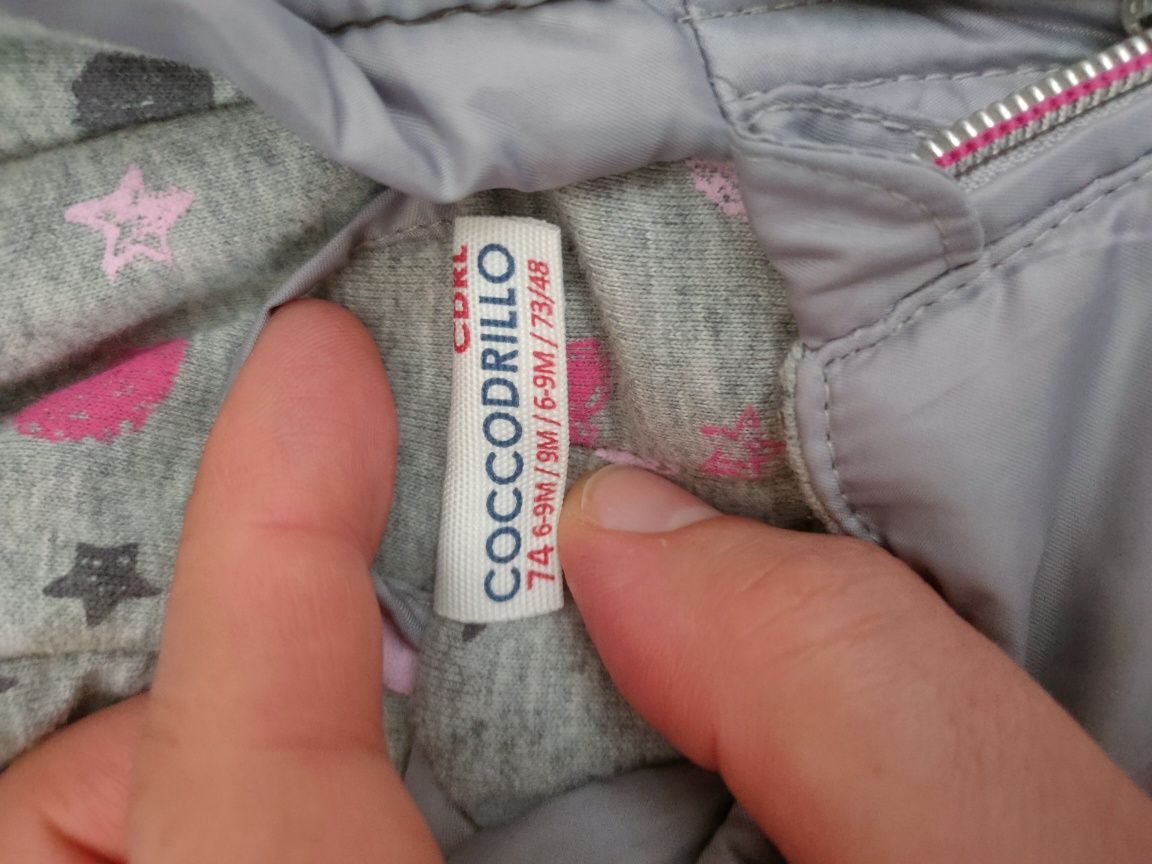 CDRL
COCCODRILLO
74 6-9M / 9M / 6-9M / 73/48